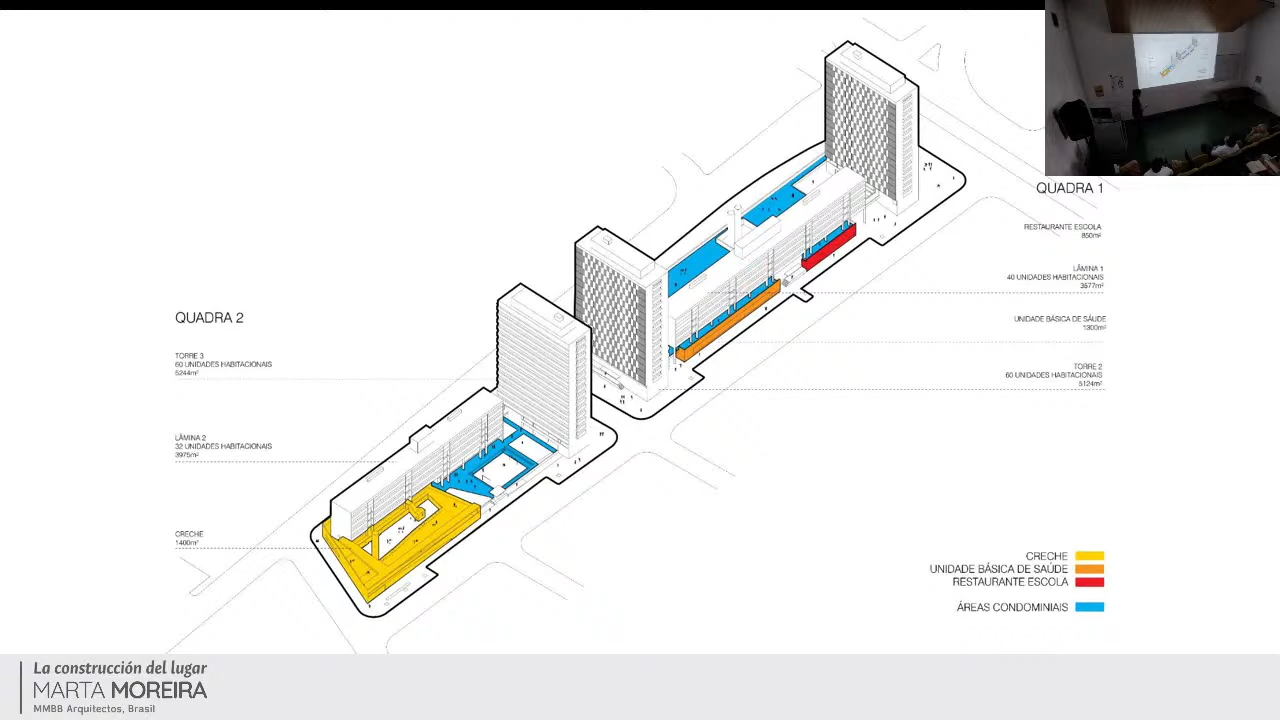 QUADRA 1
RESTAURANTE ESCOLA
850m²
LÂMINA 1
40 UNIDADES HABITACIONAIS
3577m²
UNIDADE BÁSICA DE SÁUDE
1300m²
TORRE 2
60 UNIDADES HABITACIONAIS
5124m²
QUADRA 2
TORRE 3
60 UNIDADES HABITACIONAIS
5244m²
LÂMINA 2
32 UNIDADES HABITACIONAIS
3975m²
CRECHE
1400m²
CRECHE
UNIDADE BÁSICA DE SAÚDE
RESTAURANTE ESCOLA
ÁREAS CONDOMINIAIS
La construcción del lugar
MARTA MOREIRA
MMBB Arquitectos, Brasil